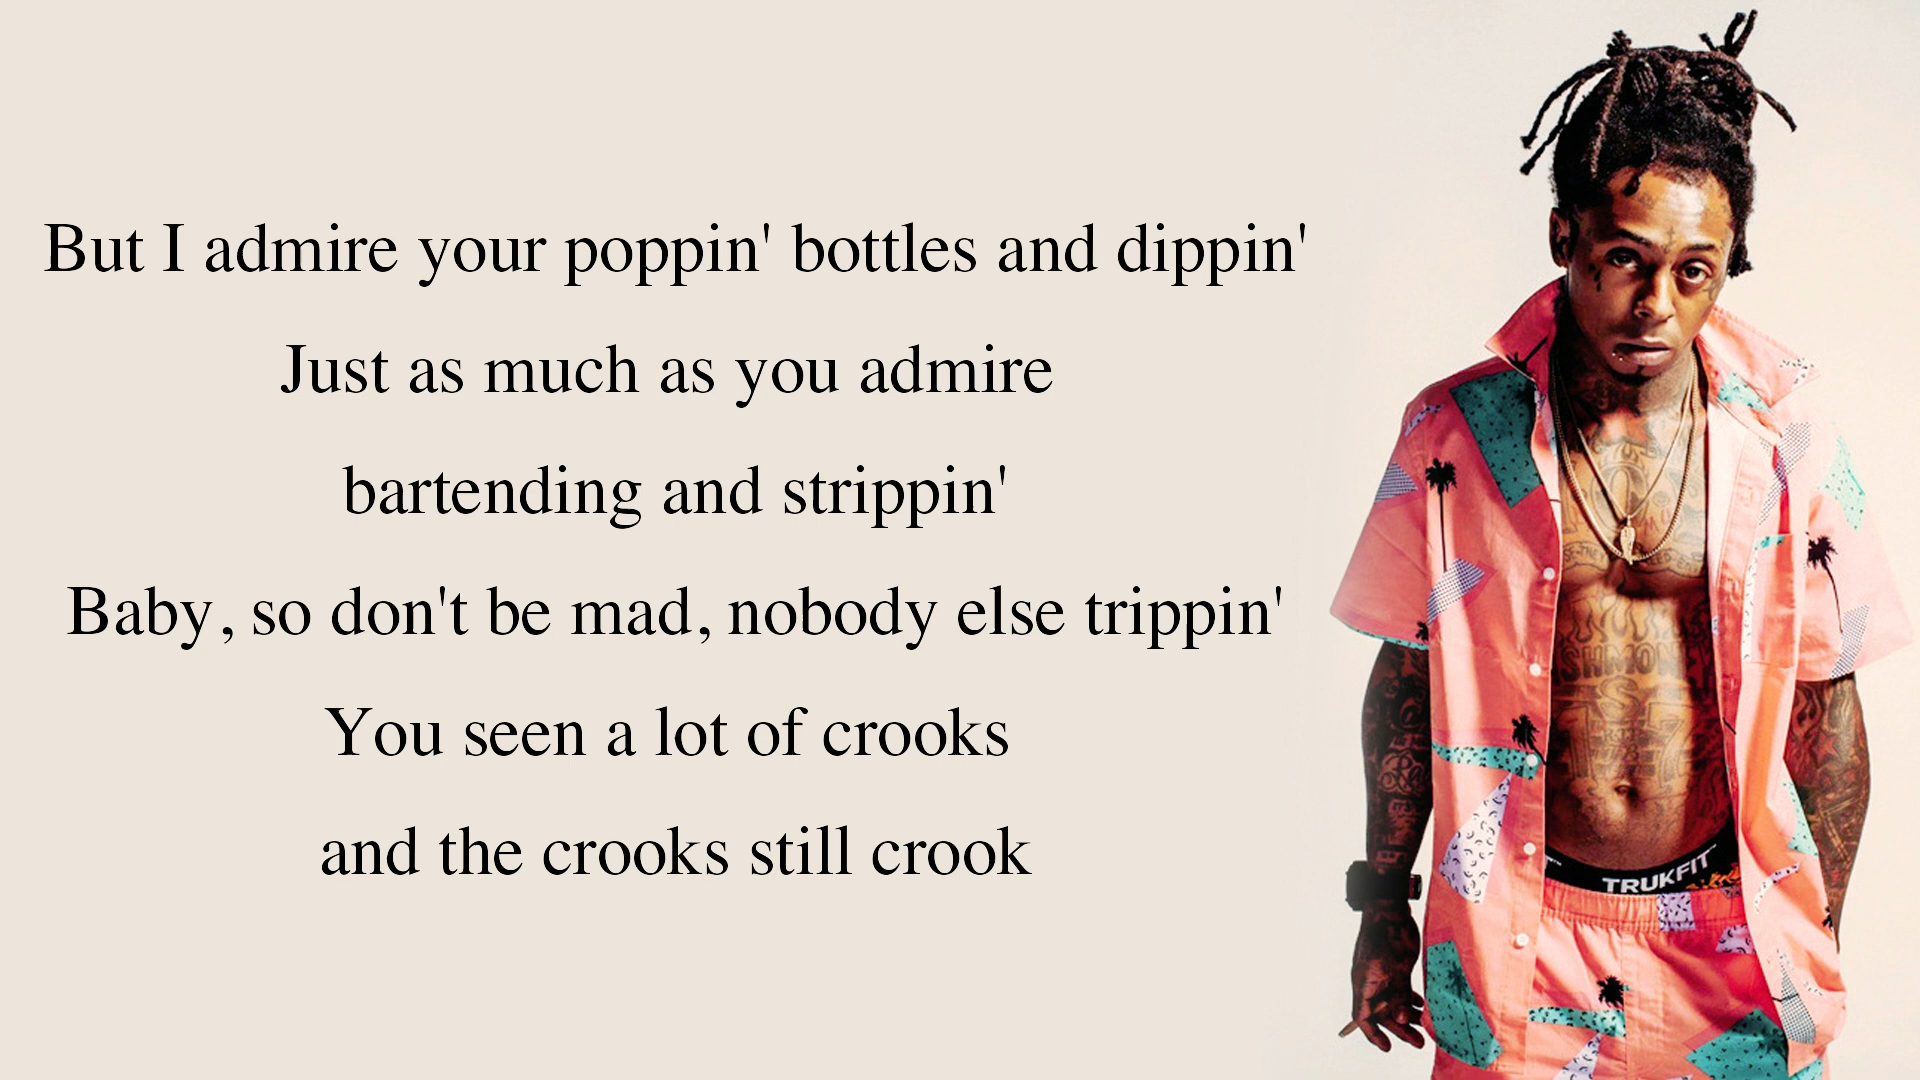 But I admire your poppin' bottles and dippin'
Just as much as you admire
bartending and strippin'
Baby, so don't be mad, nobody else trippin'
You seen a lot of crooks
and the crooks still crook
TRUKFIT